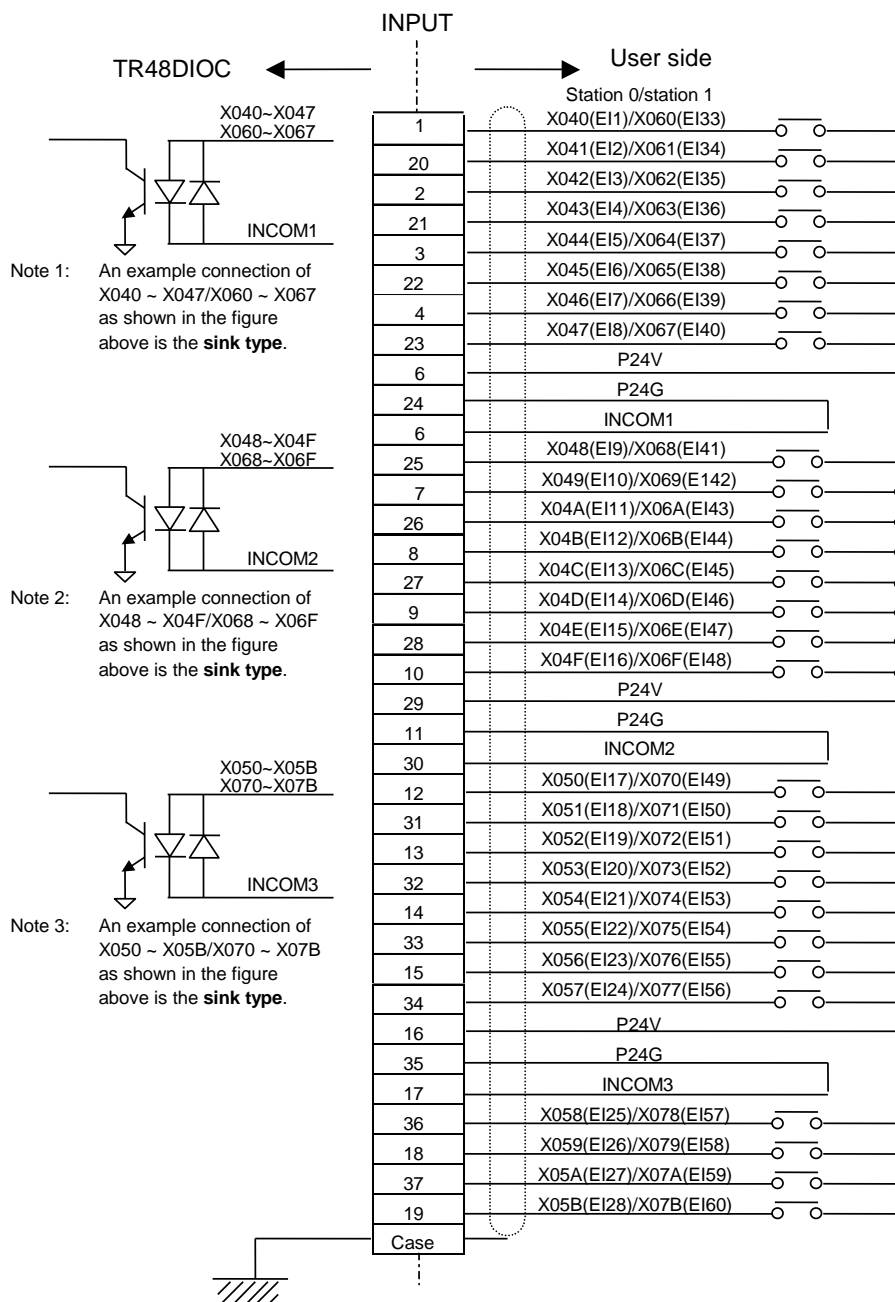 INPUT
TR48DIOC
User side
Station 0/station 1
X040~X047
X060~X067
INCOM1
Note 1: An example connection of
X040 ~ X047/X060 ~ X067
as shown in the figure
above is the sink type.
X048~X04F
X068~X06F
INCOM2
Note 2: An example connection of
X048 ~ X04F/X068 ~ X06F
as shown in the figure
above is the sink type.
X050~X05B
X070~X07B
INCOM3
Note 3: An example connection of
X050 ~ X05B/X070 ~ X07B
as shown in the figure
above is the sink type.
1 X040(EI1)/X060(EI33)
20 X041(EI2)/X061(EI34)
2 X042(EI3)/X062(EI35)
21 X043(EI4)/X063(EI36)
3 X044(EI5)/X064(EI37)
22 X045(EI6)/X065(EI38)
4 X046(EI7)/X066(EI39)
23 X047(EI8)/X067(EI40)
6 P24V
24 P24G
6 INCOM1
25 X048(EI9)/X068(EI41)
7 X049(EI10)/X069(E142)
26 X04A(EI11)/X06A(EI43)
8 X04B(EI12)/X06B(EI44)
27 X04C(EI13)/X06C(EI45)
9 X04D(EI14)/X06D(EI46)
28 X04E(EI15)/X06E(EI47)
10 X04F(EI16)/X06F(EI48)
29 P24V
11 P24G
30 INCOM2
12 X050(EI17)/X070(EI49)
31 X051(EI18)/X071(EI50)
13 X052(EI19)/X072(EI51)
32 X053(EI20)/X073(EI52)
14 X054(EI21)/X074(EI53)
33 X055(EI22)/X075(EI54)
15 X056(EI23)/X076(EI55)
34 X057(EI24)/X077(EI56)
16 P24V
35 P24G
17 INCOM3
36 X058(EI25)/X078(EI57)
18 X059(EI26)/X079(EI58)
37 X05A(EI27)/X07A(EI59)
19 X05B(EI28)/X07B(EI60)
Case